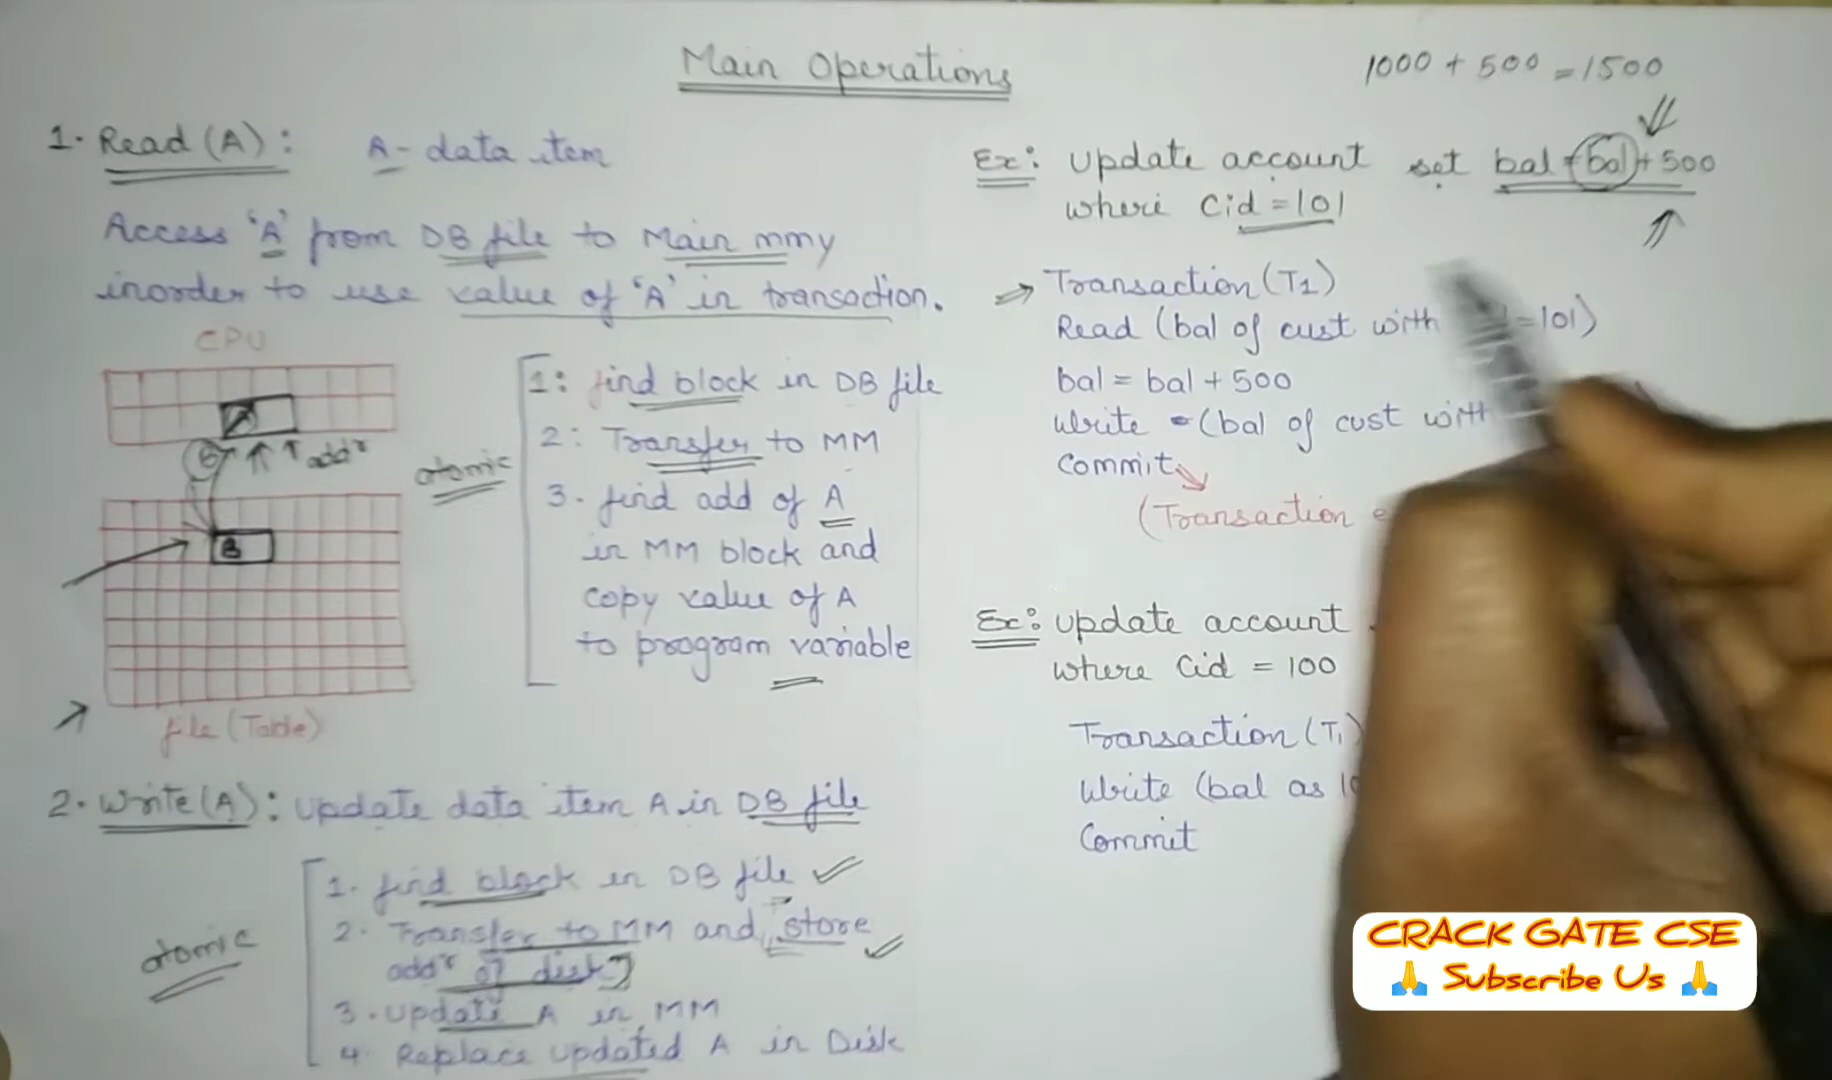 Main Operations
1000 + 500 = 1500
1. Read (A): A - data item
Access 'A' from DB file to Main mmy
inorder to use value of 'A' in transaction.
CPU
addr
B
B
file (Table)
atomic
1: find block in DB file
2: Transfer to MM
3. find add of A
in MM block and
copy value of A
to program variable
2. Write(A): Update data item A in DB file
atomic
1. find block in DB file
2. Transfer to MM and store
addr of disk
3. Update A in MM
4. Replace updated A in Disk
Ex: Update account set bal = bal + 500
where Cid = 101
Transaction (T1)
Read (bal of cust with =101)
bal = bal + 500
Write (bal of cust with
Commit
(Transaction
Ex: Update account
where Cid = 100
Transaction (T1)
Write (bal as
Commit
CRACK GATE CSE
🙏 Subscribe Us 🙏